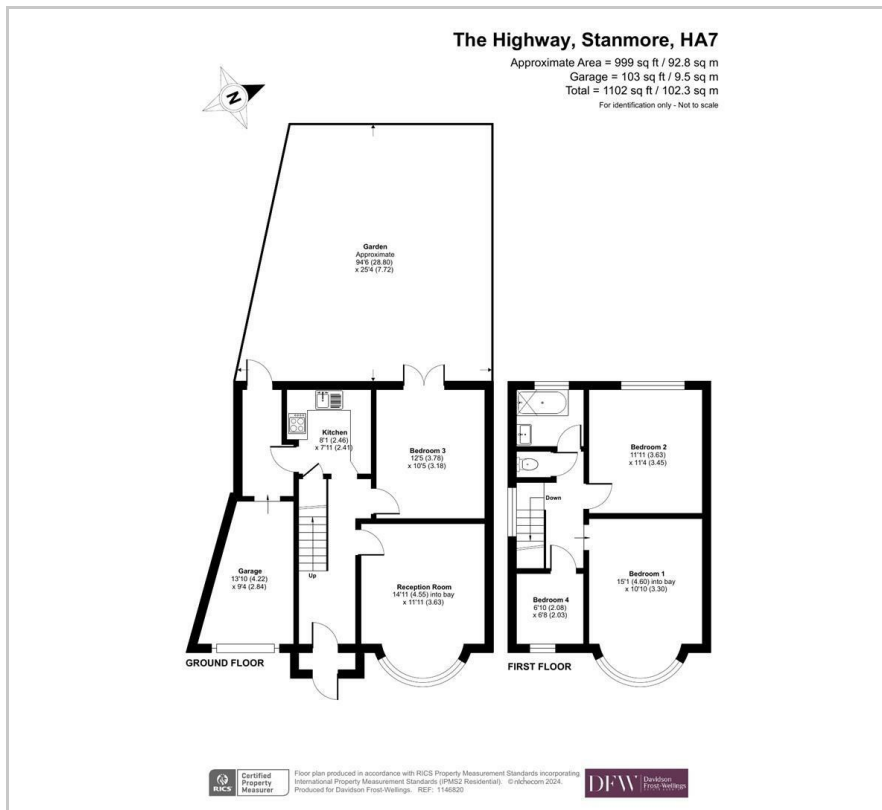 The Highway, Stanmore, HA7
Approximate Area = 999 sq ft / 92.8 sq m
Garage = 103 sq ft / 9.5 sq m
Total = 1102 sq ft / 102.3 sq m
For identification only - Not to scale
N
Garden
Approximate
94'6 (28.80)
x 25'4 (7.72)
Kitchen
8'1 (2.46)
x 7'11 (2.41)
Bedroom 3
12'5 (3.78)
x 10'5 (3.18)
Bedroom 2
11'11 (3.63)
x 11'4 (3.45)
Down
Up
Garage
13'10 (4.22)
x 9'4 (2.84)
Reception Room
14'11 (4.55) into bay
x 11'11 (3.63)
Bedroom 1
15'1 (4.60) into bay
x 10'10 (3.30)
Bedroom 4
6'10 (2.08)
x 6'8 (2.03)
GROUND FLOOR
FIRST FLOOR
RICS
Certified
Property
Measurer
Floor plan produced in accordance with RICS Property Measurement Standards incorporating
International Property Measurement Standards (IPMS2 Residential). © nichecom 2024.
Produced for Davidson Frost-Wellings. REF: 1146820
DFW
Davidson
Frost-Wellings